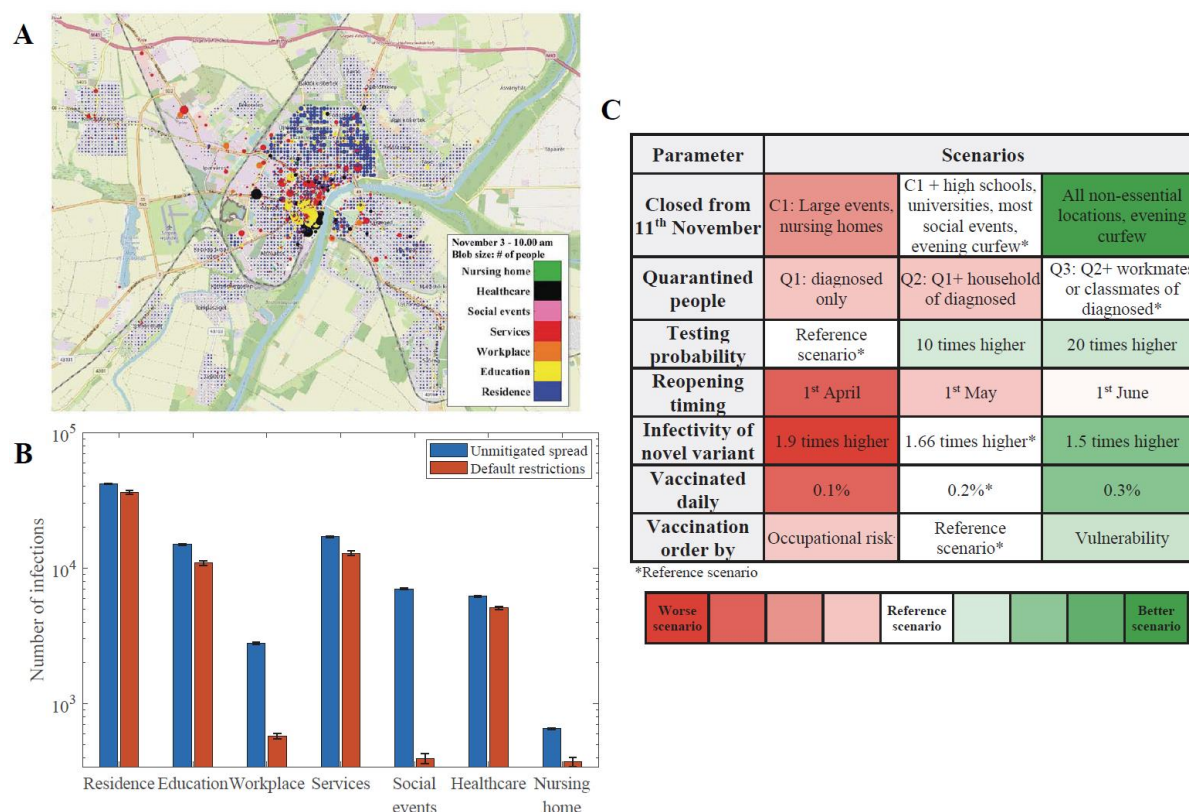 A
November 3 - 10.00 am
Blob size: # of people
Nursing home
Healthcare
Social events
Services
Workplace
Education
Residence
B
10^5
10^4
10^3
Number of infections
Unmitigated spread
Default restrictions
Residence Education Workplace Services Social events Healthcare Nursing home
C
Parameter Scenarios
Closed from 11th November
C1: Large events, nursing homes
C1 + high schools, universities, most social events, evening curfew*
All non-essential locations, evening curfew
Quarantined people
Q1: diagnosed only
Q2: Q1+ household of diagnosed
Q3: Q2+ workmates or classmates of diagnosed*
Testing probability
Reference scenario*
10 times higher
20 times higher
Reopening timing
1st April
1st May
1st June
Infectivity of novel variant
1.9 times higher
1.66 times higher*
1.5 times higher
Vaccinated daily
0.1%
0.2%*
0.3%
Vaccination order by
Occupational risk
Reference scenario*
Vulnerability
*Reference scenario
Worse scenario
Reference scenario
Better scenario